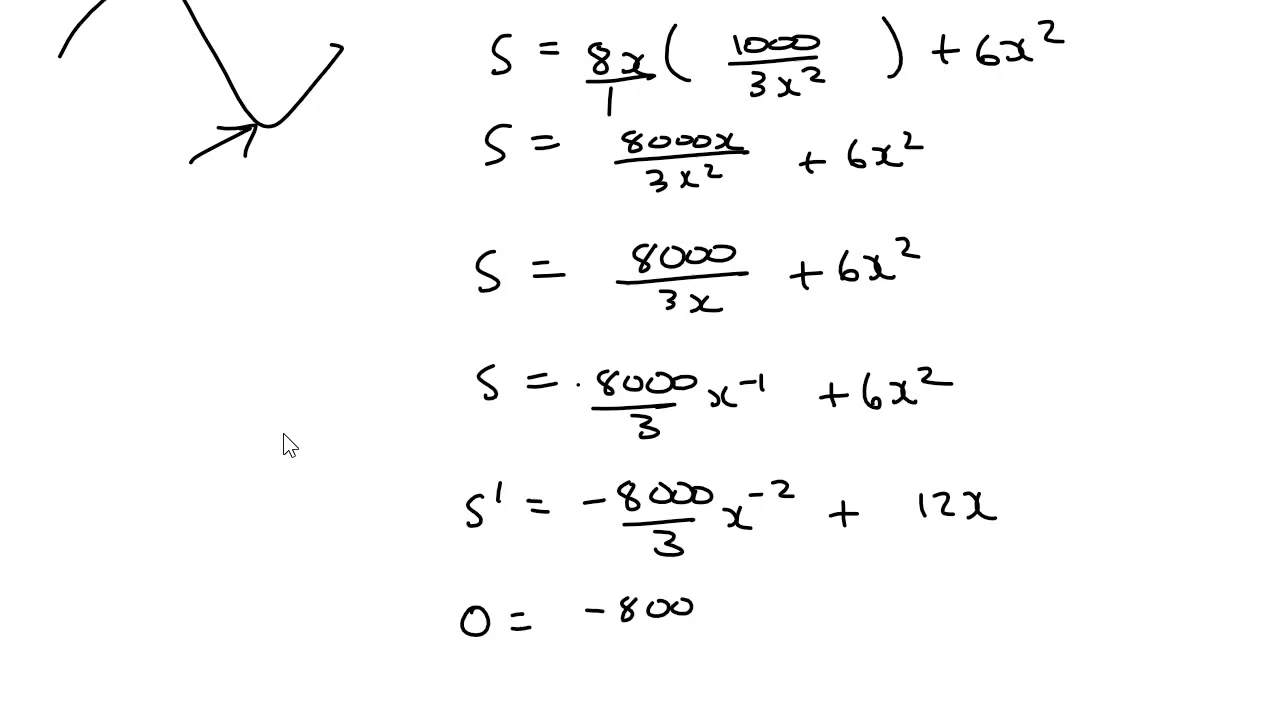 S = 8x/1 ( 1000/3x² ) + 6x²
S = 8000x/3x² + 6x²
S = 8000/3x + 6x²
S = 8000/3 x⁻¹ + 6x²
S' = -8000/3 x⁻² + 12x
0 = -800